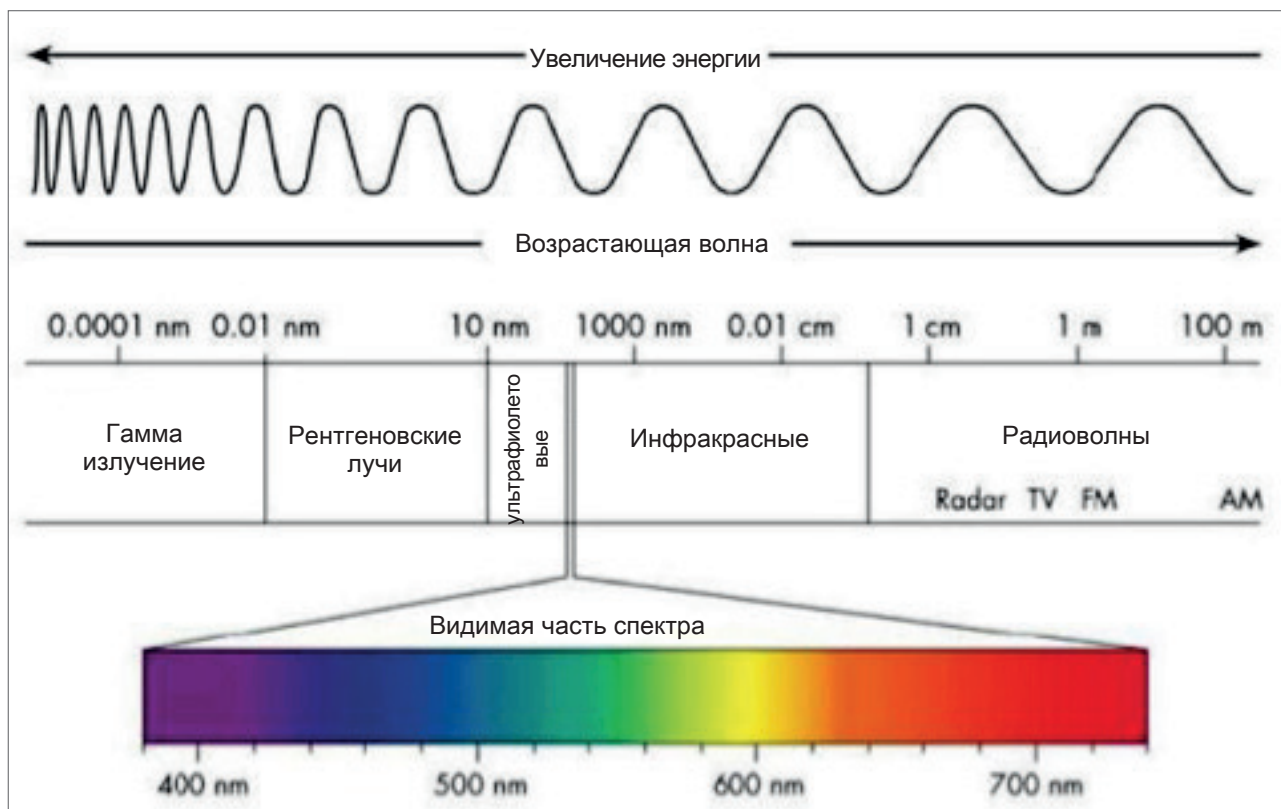 Увеличение энергии
Возрастающая волна
0.0001 nm 0.01 nm 10 nm 1000 nm 0.01 cm 1 cm 1 m 100 m
Гамма
излучение
Рентгеновские
лучи
ультрафиолето
вые
Инфракрасные
Радиоволны
Radar TV FM AM
Видимая часть спектра
400 nm 500 nm 600 nm 700 nm